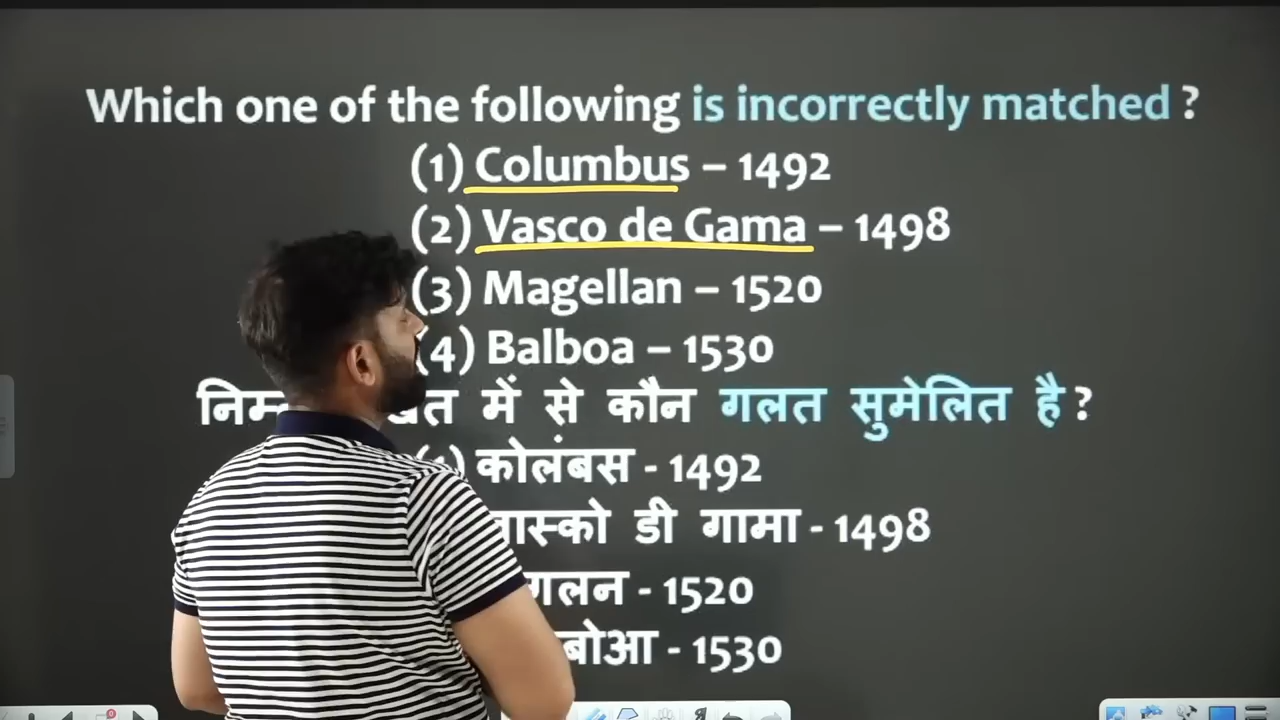 Which one of the following is incorrectly matched ?
(1) Columbus – 1492
(2) Vasco de Gama – 1498
(3) Magellan – 1520
(4) Balboa – 1530
में से कौन गलत सुमेलित है ?
कोलंबस - 1492
डी गामा - 1498
- 1520
- 1530